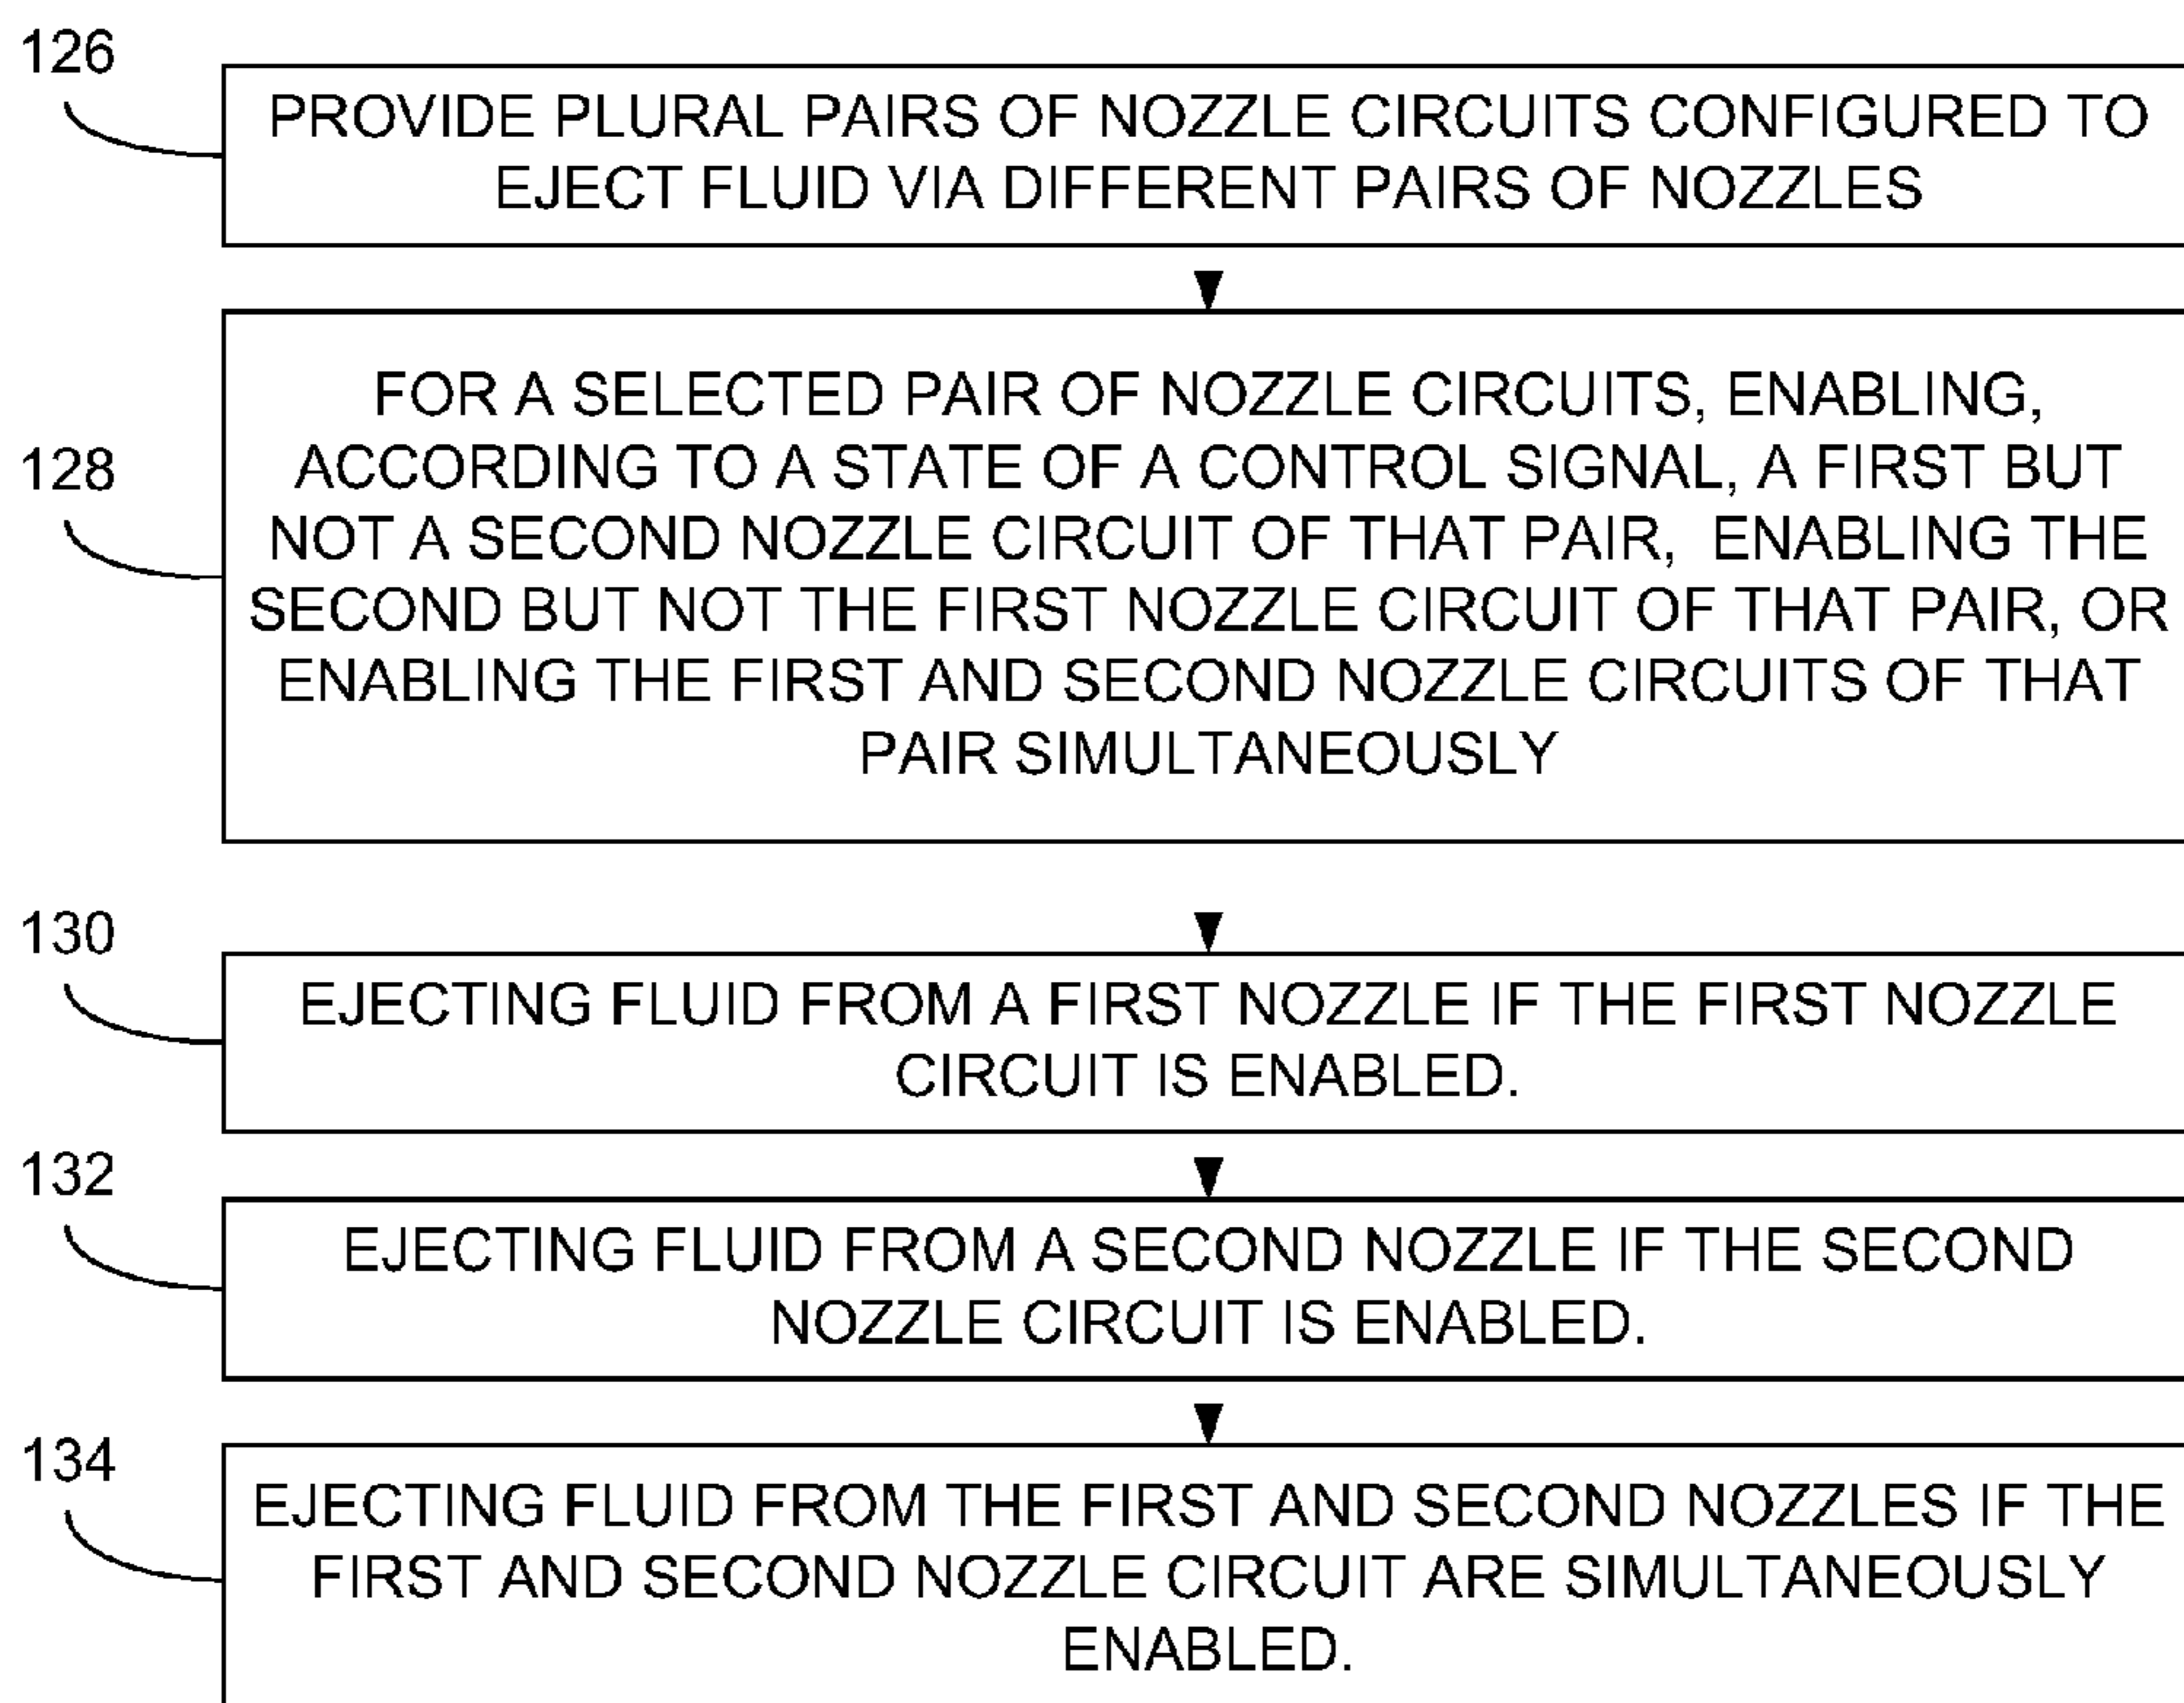 126
PROVIDE PLURAL PAIRS OF NOZZLE CIRCUITS CONFIGURED TO
EJECT FLUID VIA DIFFERENT PAIRS OF NOZZLES
128
FOR A SELECTED PAIR OF NOZZLE CIRCUITS, ENABLING,
ACCORDING TO A STATE OF A CONTROL SIGNAL, A FIRST BUT
NOT A SECOND NOZZLE CIRCUIT OF THAT PAIR, ENABLING THE
SECOND BUT NOT THE FIRST NOZZLE CIRCUIT OF THAT PAIR, OR
ENABLING THE FIRST AND SECOND NOZZLE CIRCUITS OF THAT
PAIR SIMULTANEOUSLY
130
EJECTING FLUID FROM A FIRST NOZZLE IF THE FIRST NOZZLE
CIRCUIT IS ENABLED.
132
EJECTING FLUID FROM A SECOND NOZZLE IF THE SECOND
NOZZLE CIRCUIT IS ENABLED.
134
EJECTING FLUID FROM THE FIRST AND SECOND NOZZLES IF THE
FIRST AND SECOND NOZZLE CIRCUIT ARE SIMULTANEOUSLY
ENABLED.